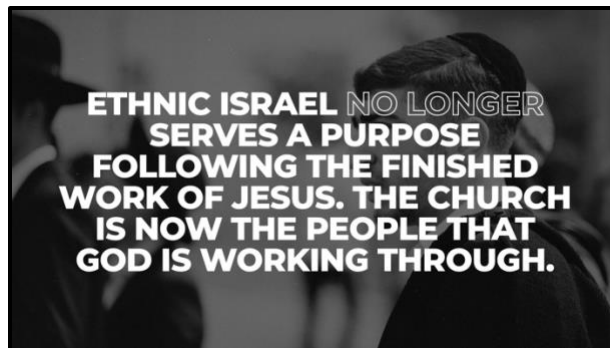 ETHNIC ISRAEL NO LONGER
SERVES A PURPOSE
FOLLOWING THE FINISHED
WORK OF JESUS. THE CHURCH
IS NOW THE PEOPLE THAT
GOD IS WORKING THROUGH.